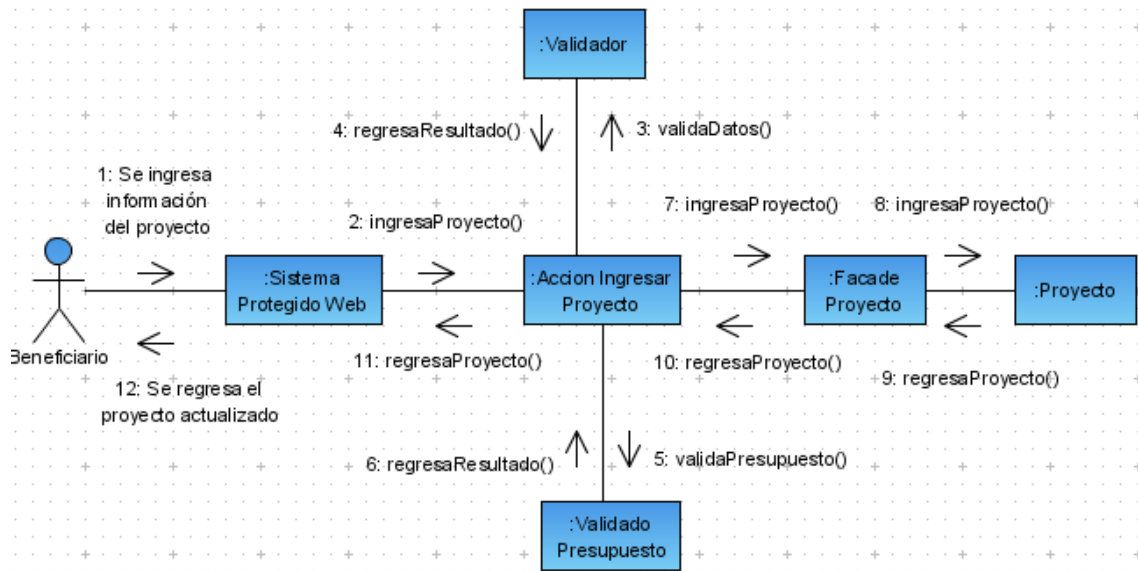 :Validador
4: regresaResultado()
3: validaDatos()
1: Se ingresa
información
del proyecto
2: ingresaProyecto()
7: ingresaProyecto()
8: ingresaProyecto()
:Sistema
Protegido Web
:Accion Ingresar
Proyecto
:Facade
Proyecto
:Proyecto
Beneficiario
11: regresaProyecto()
10: regresaProyecto()
9: regresaProyecto()
12: Se regresa el
proyecto actualizado
6: regresaResultado()
5: validaPresupuesto()
:Validado
Presupuesto